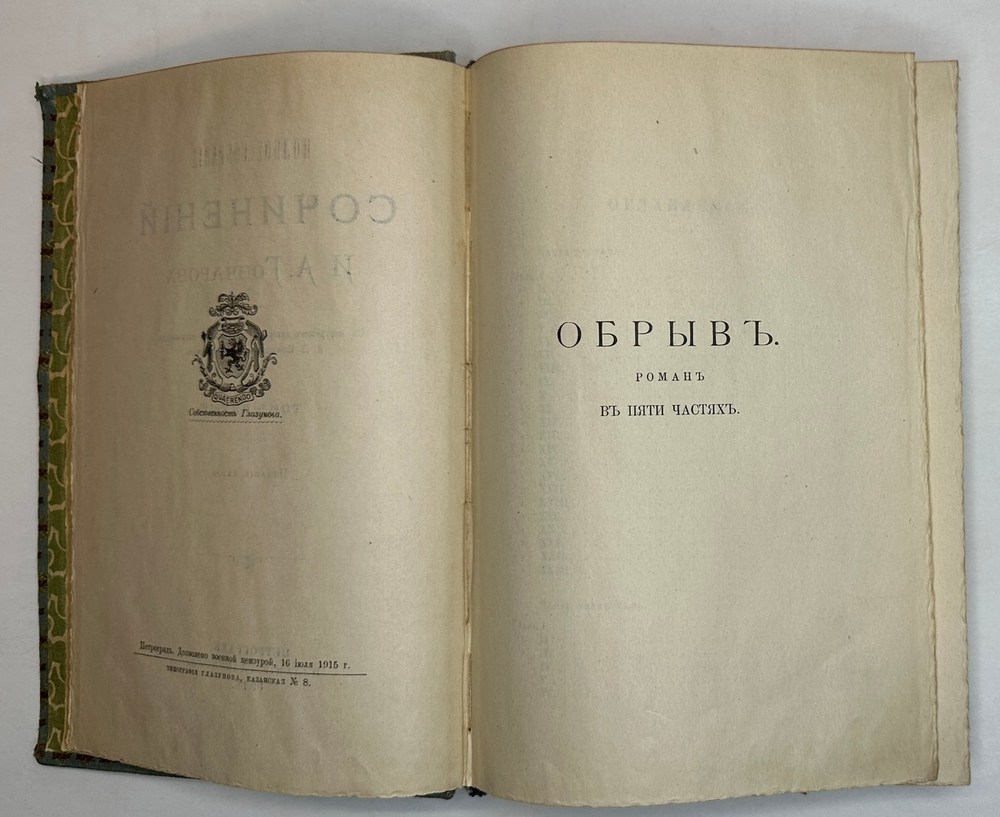 QUAERENDO
Собственность Глазунова.
Петроградъ. Дозволено военной цензурой, 16 іюля 1915 г.
ТИПОГРАФІЯ ГЛАЗУНОВА, КАЗАНСКАЯ № 8.
ОБРЫВЪ.
РОМАНЪ
ВЪ ПЯТИ ЧАСТЯХЪ.